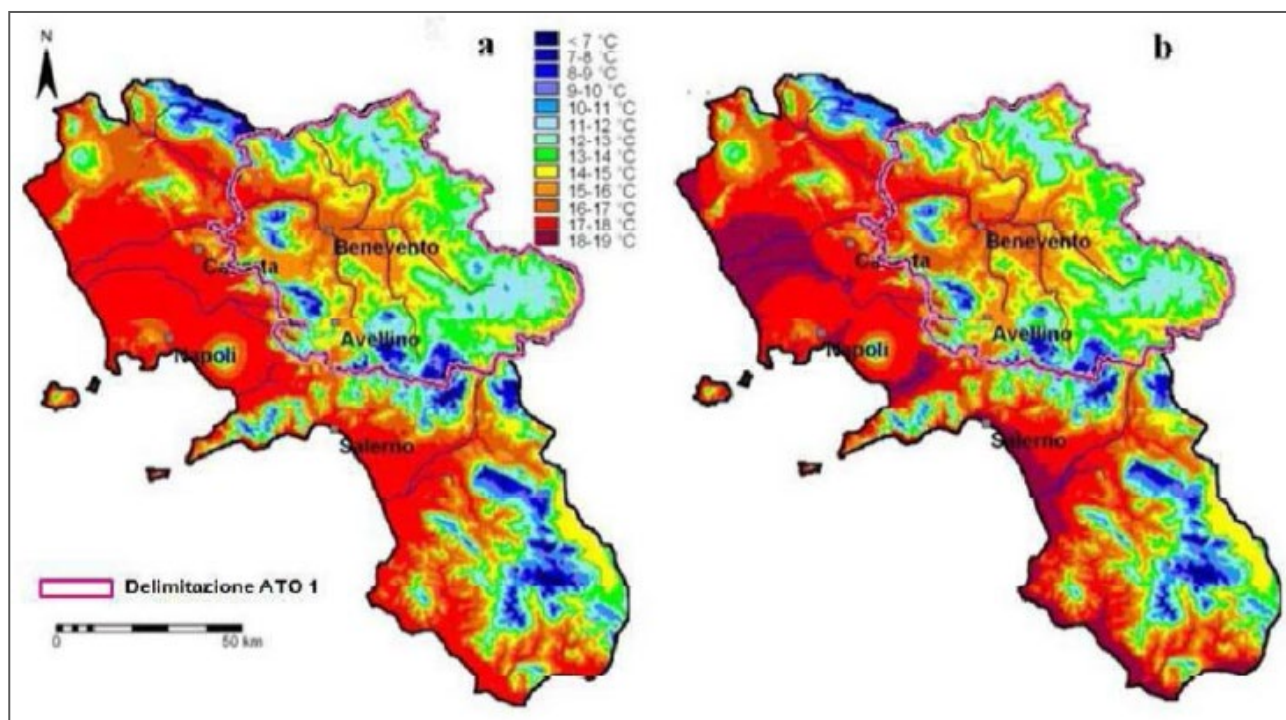 N
a
< 7 °C
7-8 °C
8-9 °C
9-10 °C
10-11 °C
11-12 °C
12-13 °C
13-14 °C
14-15 °C
15-16 °C
16-17 °C
17-18 °C
18-19 °C
Benevento
Caserta
Avellino
Napoli
Salerno
Delimitazione ATO 1
0
50 km
b
Benevento
Caserta
Avellino
Napoli
Salerno